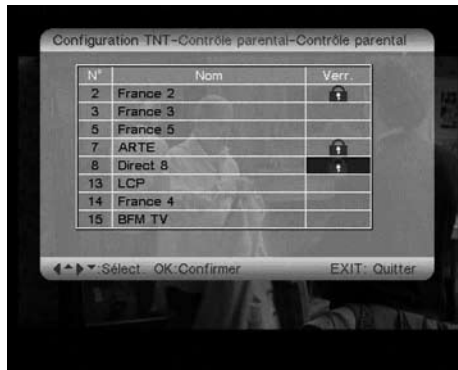 Configuration TNT-Contrôle parental-Contrôle parental
N° Nom Verr.
2 France 2
3 France 3
5 France 5
7 ARTE
8 Direct 8
13 LCP
14 France 4
15 BFM TV
:Sélect. OK:Confirmer EXIT: Quitter